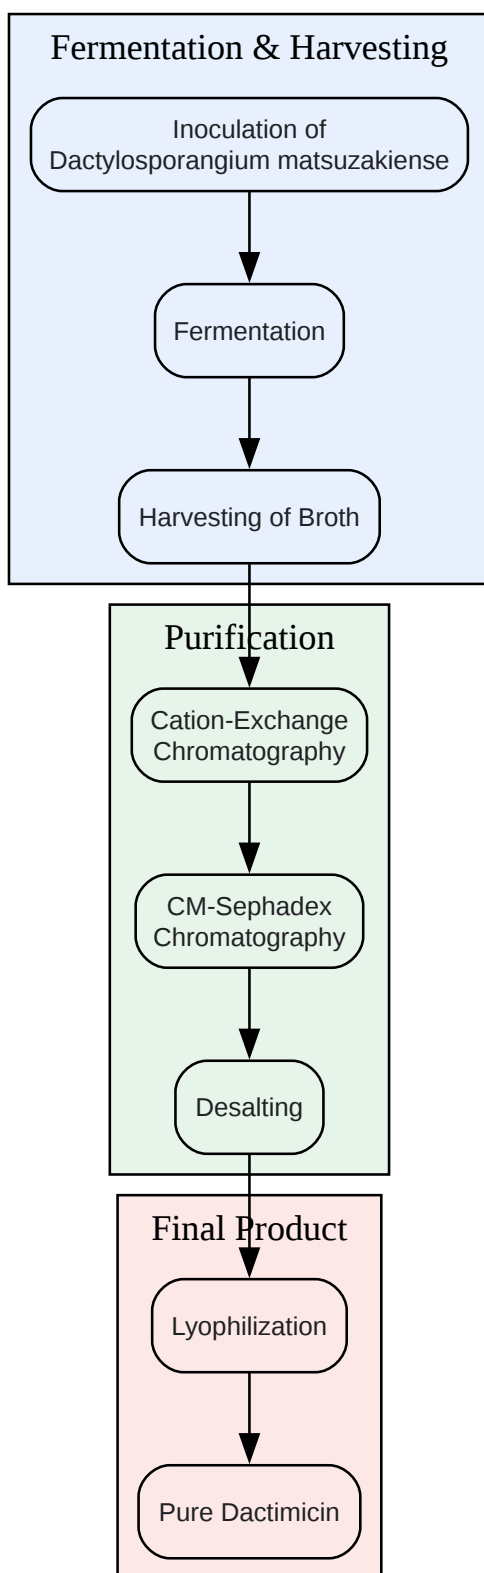 Fermentation & Harvesting
Inoculation of
Dactylosporangium matsuzakiense
Fermentation
Harvesting of Broth
Purification
Cation-Exchange
Chromatography
CM-Sephadex
Chromatography
Desalting
Final Product
Lyophilization
Pure Dactimicin